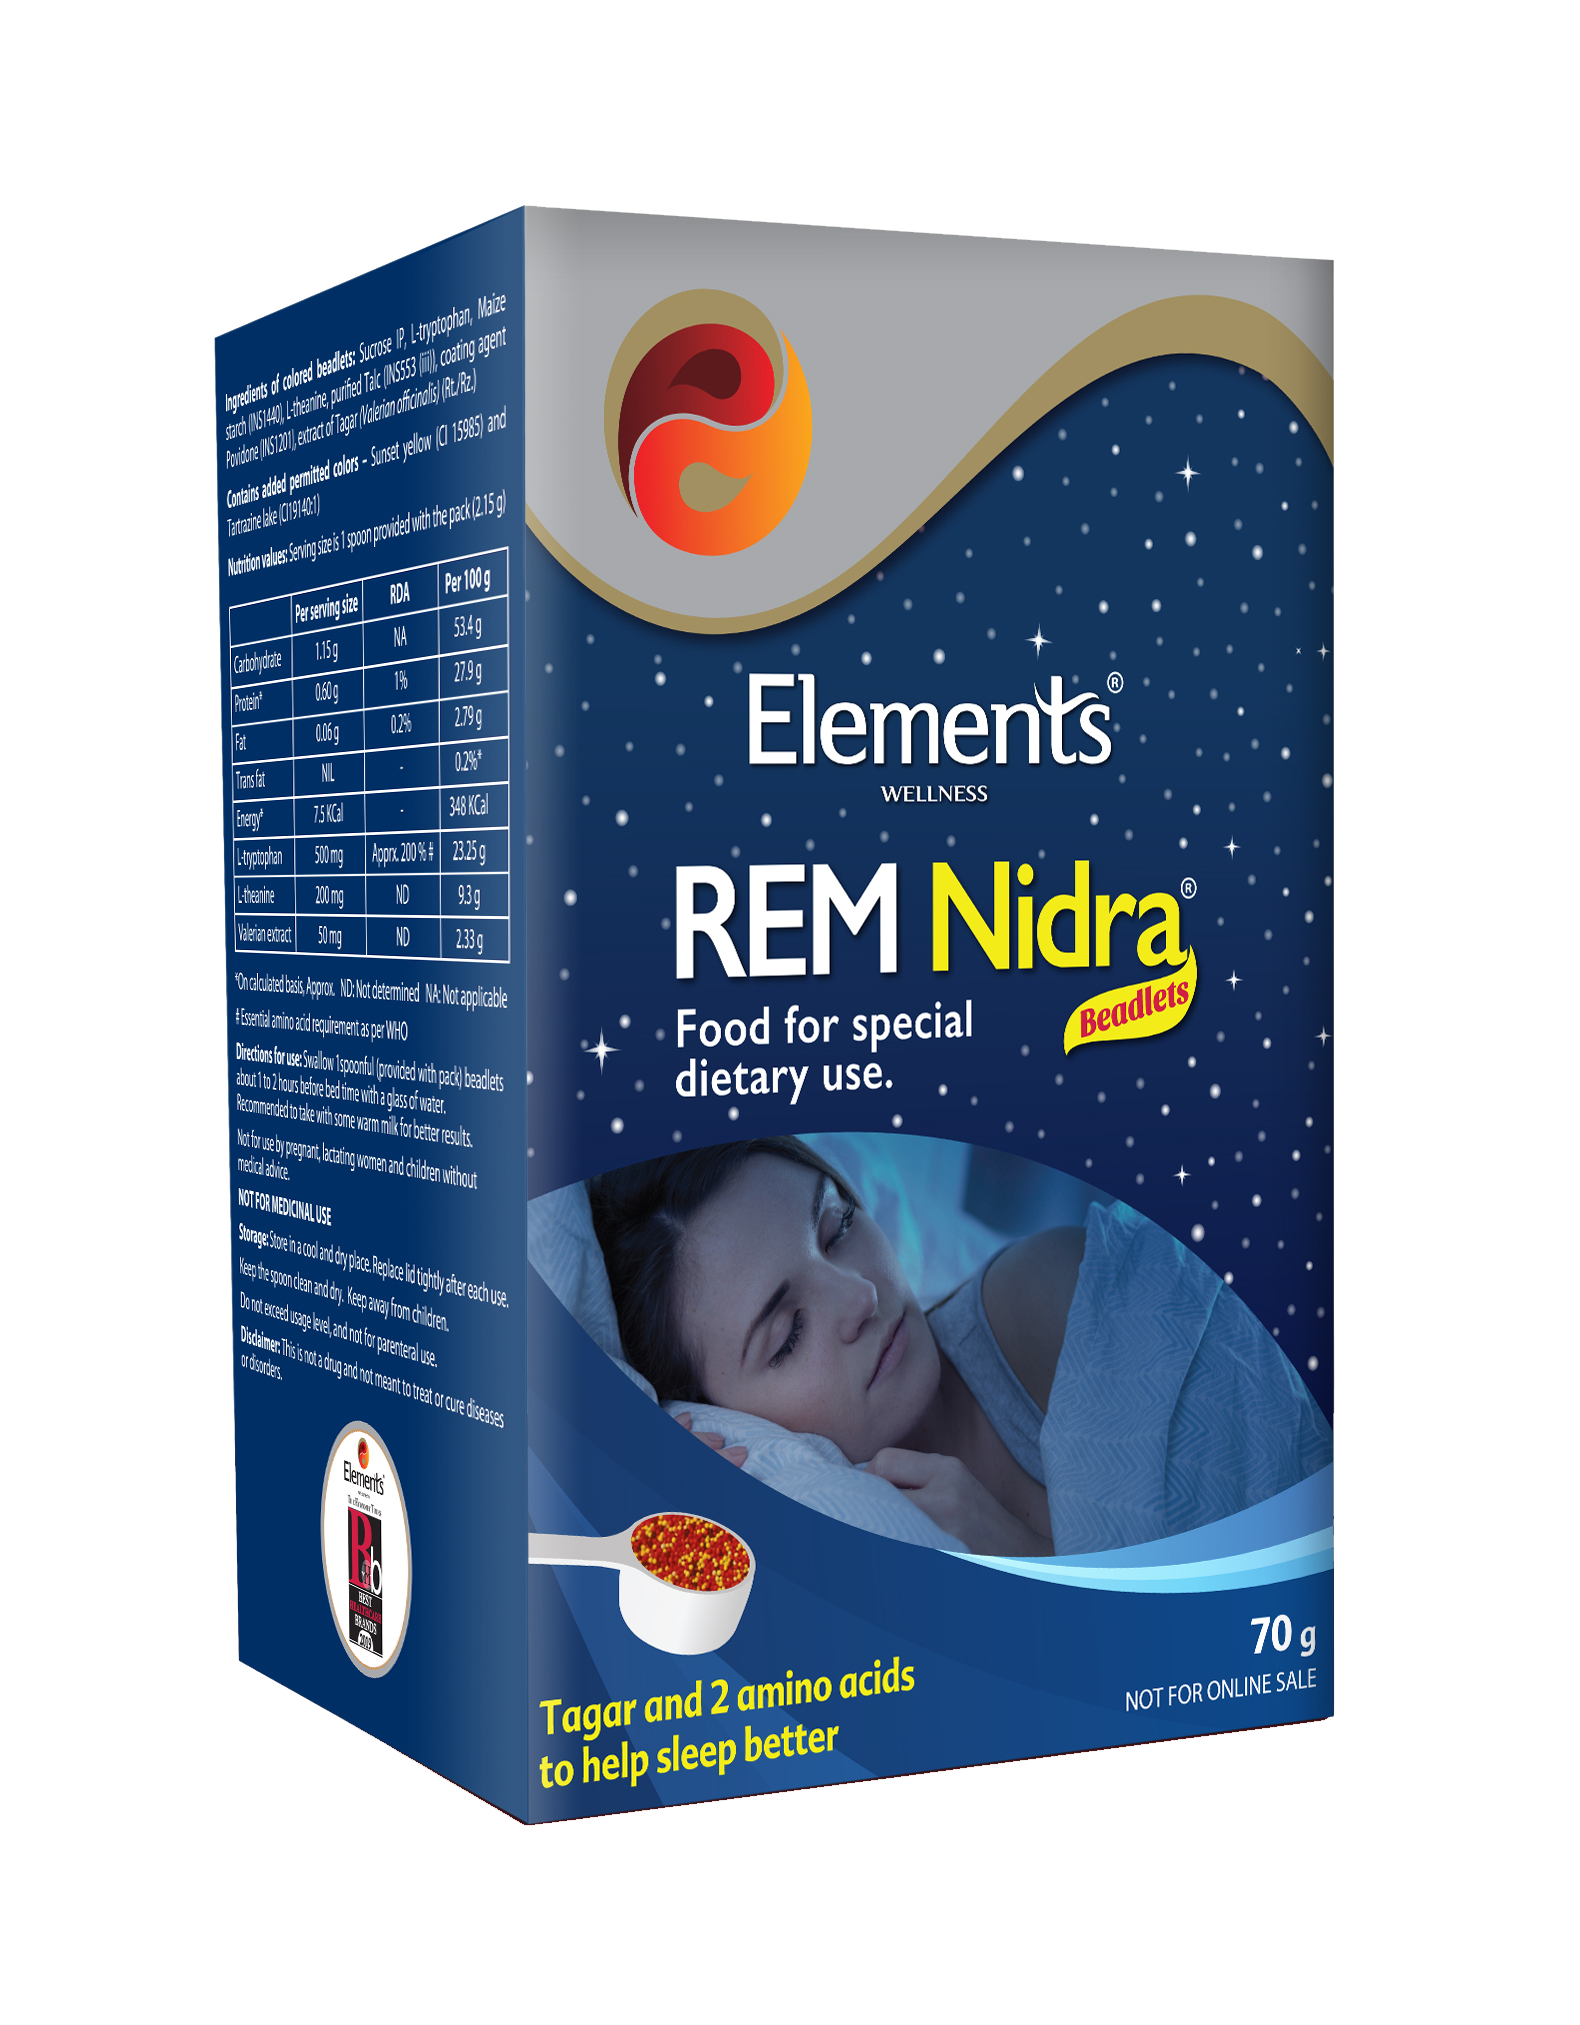 Ingredients of colored beadlets: Sucrose IP, L-tryptophan, Maize
starch (INS1440), L-theanine, purified Talc (INS553 (iii)), coating agent
Povidone (INS1201), extract of Tagar (Valerian officinalis) (Rt./Rz.)
Contains added permitted colors – Sunset yellow (CI 15985) and
Tartrazine lake (CI19140:1)
Nutrition values: Serving size is 1 spoon provided with the pack (2.15 g)
Per serving size RDA Per 100 g
Carbohydrate 1.15 g NA 53.4 g
Protein‡ 0.60 g 1% 27.9 g
Fat 0.06 g 0.2% 2.79 g
Trans fat NIL - 0.2%*
Energy‡ 7.5 KCal - 348 KCal
L-tryptophan 500 mg Apprx. 200 % # 23.25 g
L-theanine 200 mg ND 9.3 g
Valerian extract 50 mg ND 2.33 g
*On calculated basis, Approx. ND: Not determined NA: Not applicable
# Essential amino acid requirement as per WHO
Directions for use: Swallow 1spoonful (provided with pack) beadlets
about 1 to 2 hours before bed time with a glass of water.
Recommended to take with some warm milk for better results.
Not for use by pregnant, lactating women and children without
medical advice.
NOT FOR MEDICINAL USE
Storage: Store in a cool and dry place. Replace lid tightly after each use.
Keep the spoon clean and dry. Keep away from children.
Do not exceed usage level, and not for parenteral use.
Disclaimer: This is not a drug and not meant to treat or cure diseases
or disorders.
Elements
BEST
HEALTHCARE
BRANDS
Elements®
WELLNESS
REM Nidra®
Beadlets
Food for special
dietary use.
Tagar and 2 amino acids
to help sleep better
70 g
NOT FOR ONLINE SALE